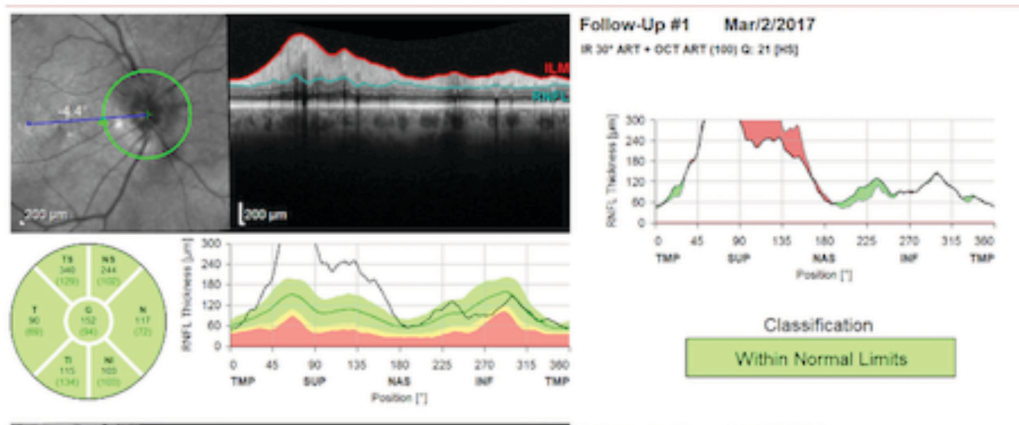 Follow-Up #1 Mar/2/2017
IR 30° ART + OCT ART (100) Q: 21 [HS]
-4.4°
200 µm
ILM
RNFL
200 µm
RNFL Thickness [µm]
300
240
180
120
60
0
0 45 90 135 180 225 270 315 360
TMP SUP NAS INF TMP
Position [°]
TS
340
(129)
NS
244
(102)
T
90
G
152
(94)
N
117
(72)
TI
115
(134)
NI
103
(103)
RNFL Thickness [µm]
300
240
180
120
60
0
0 45 90 135 180 225 270 315 360
TMP SUP NAS INF TMP
Position [°]
Classification
Within Normal Limits